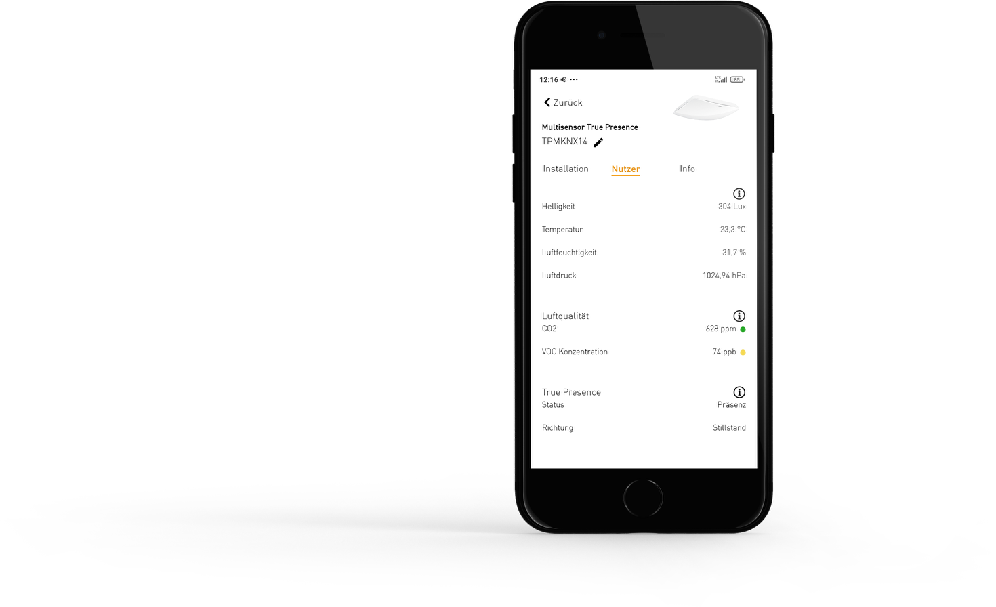 12:16
Zurück
Multisensor True Presence
TPMKNX14
Installation Nutzer Info
Helligkeit 304 Lux
Temperatur 23,3 °C
Luftfeuchtigkeit 31,7 %
Luftdruck 1024,94 hPa
Luftqualität
CO2 628 ppm
VOC Konzentration 74 ppb
True Presence
Status Präsenz
Richtung Stillstand